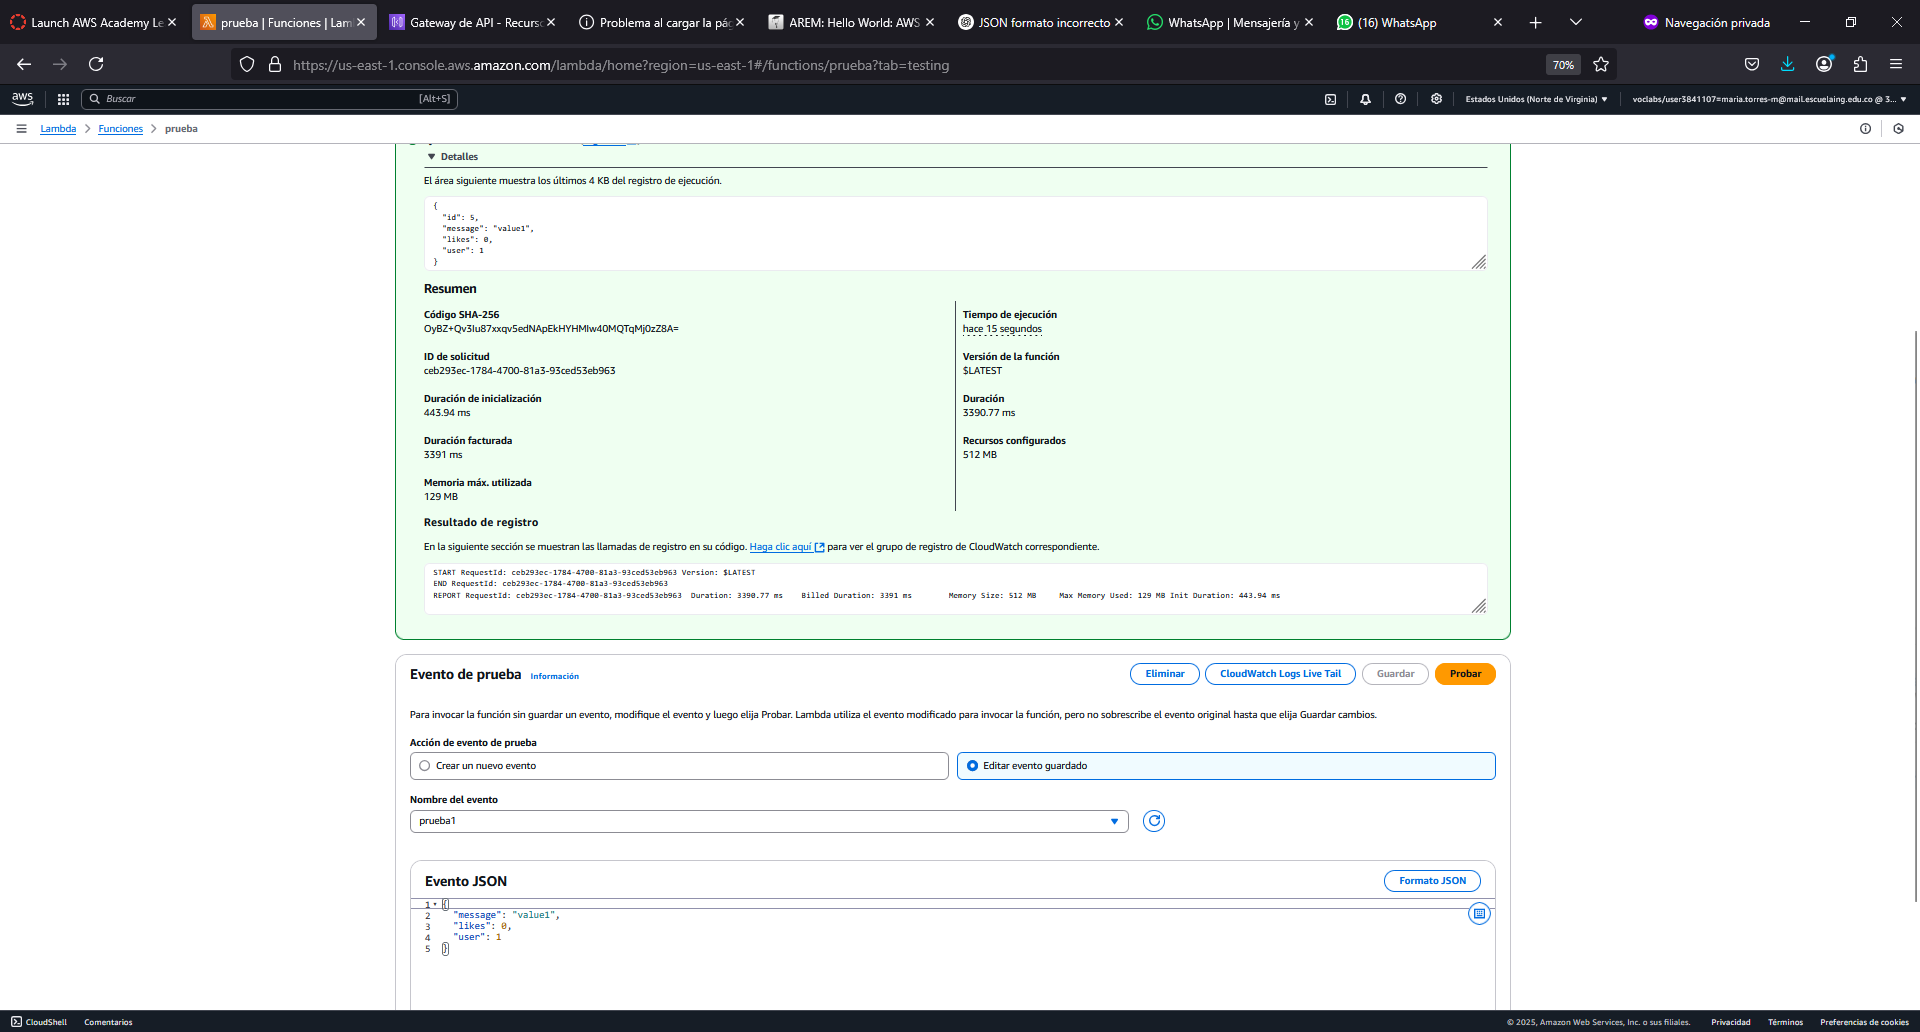 Launch AWS Academy Le
prueba | Funciones | Lam
Gateway de API - Recurso
Problema al cargar la pág
AREM: Hello World: AWS
JSON formato incorrecto
WhatsApp | Mensajería y
(16) WhatsApp
Navegación privada
https://us-east-1.console.aws.amazon.com/lambda/home?region=us-east-1#/functions/prueba?tab=testing
70%
aws
Buscar
[Alt+S]
Estados Unidos (Norte de Virginia)
voclabs/user3841107=maria.torres-m@mail.escuelaing.edu.co @ 3...
Lambda > Funciones > prueba
Detalles
El área siguiente muestra los últimos 4 KB del registro de ejecución.
{
"id": 5,
"message": "value1",
"likes": 0,
"user": 1
}
Resumen
Código SHA-256
OyBZ+Qv3Iu87xxqv5edNApEkHYHMIw40MQTqMj0zZ8A=
Tiempo de ejecución
hace 15 segundos
ID de solicitud
ceb293ec-1784-4700-81a3-93ced53eb963
Versión de la función
$LATEST
Duración de inicialización
443.94 ms
Duración
3390.77 ms
Duración facturada
3391 ms
Recursos configurados
512 MB
Memoria máx. utilizada
129 MB
Resultado de registro
En la siguiente sección se muestran las llamadas de registro en su código. Haga clic aquí para ver el grupo de registro de CloudWatch correspondiente.
START RequestId: ceb293ec-1784-4700-81a3-93ced53eb963 Version: $LATEST
END RequestId: ceb293ec-1784-4700-81a3-93ced53eb963
REPORT RequestId: ceb293ec-1784-4700-81a3-93ced53eb963 Duration: 3390.77 ms Billed Duration: 3391 ms Memory Size: 512 MB Max Memory Used: 129 MB Init Duration: 443.94 ms
Evento de prueba Información
Eliminar
CloudWatch Logs Live Tail
Guardar
Probar
Para invocar la función sin guardar un evento, modifique el evento y luego elija Probar. Lambda utiliza el evento modificado para invocar la función, pero no sobrescribe el evento original hasta que elija Guardar cambios.
Acción de evento de prueba
Crear un nuevo evento
Editar evento guardado
Nombre del evento
prueba1
Evento JSON
Formato JSON
1 {
2 "message": "value1",
3 "likes": 0,
4 "user": 1
5 }
CloudShell
Comentarios
© 2025, Amazon Web Services, Inc. o sus filiales.
Privacidad
Términos
Preferencias de cookies